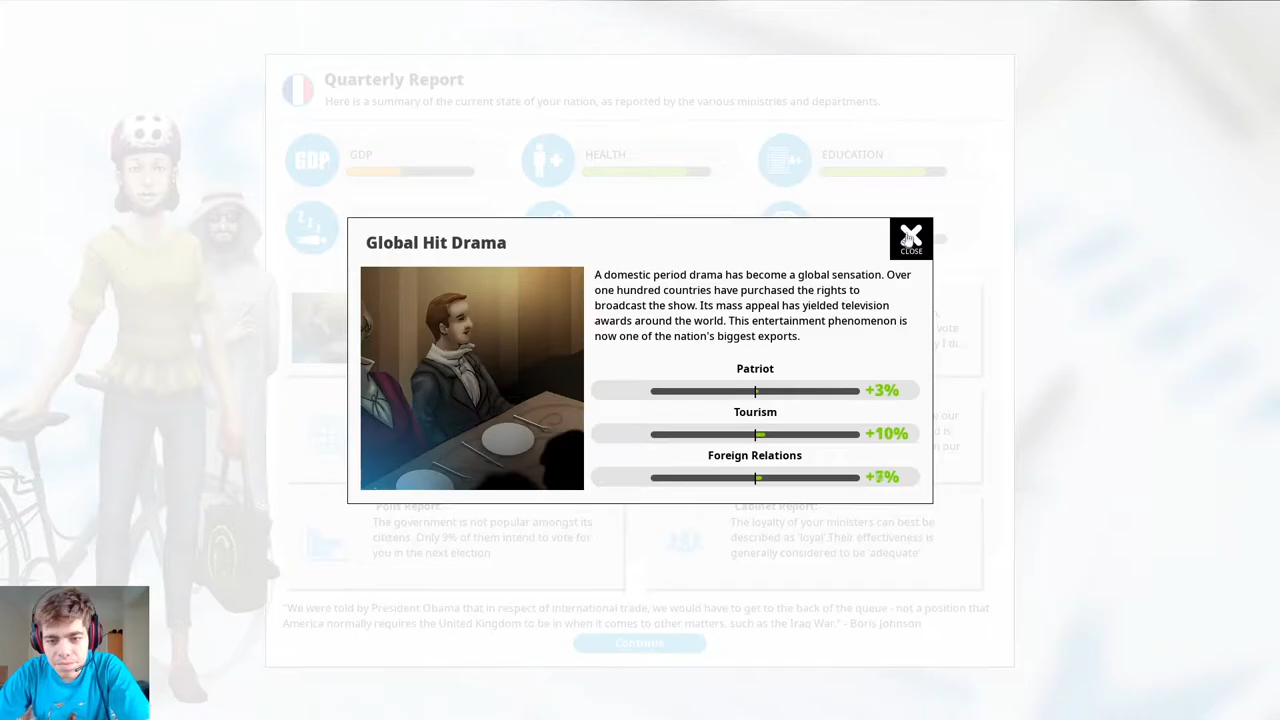 Quarterly Report
Here is a summary of the current state of your nation, as reported by the various ministries and departments.
GDP
GDP
HEALTH
EDUCATION
Global Hit Drama
CLOSE
A domestic period drama has become a global sensation. Over
one hundred countries have purchased the rights to
broadcast the show. Its mass appeal has yielded television
awards around the world. This entertainment phenomenon is
now one of the nation's biggest exports.
vote
Patriot
+3%
Tourism
+10%
Foreign Relations
+7%
Polls Report:
The government is not popular amongst its
citizens. Only 9% of them intend to vote for
you in the next election
Cabinet Report:
The loyalty of your ministers can best be
described as 'loyal'.Their effectiveness is
generally considered to be 'adequate'
"We were told by President Obama that in respect of international trade, we would have to get to the back of the queue - not a position that
America normally requires the United Kingdom to be in when it comes to other matters, such as the Iraq War." - Boris Johnson
Continue